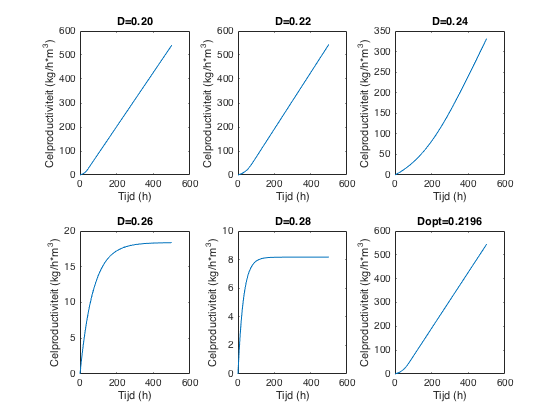 D=0.20
D=0.22
D=0.24
Celproductiviteit (kg/h*m³)
600
500
400
300
200
100
0
0 200 400 600
Tijd (h)
Celproductiviteit (kg/h*m³)
600
500
400
300
200
100
0
0 200 400 600
Tijd (h)
Celproductiviteit (kg/h*m³)
350
300
250
200
150
100
50
0
0 200 400 600
Tijd (h)
D=0.26
D=0.28
Dopt=0.2196
Celproductiviteit (kg/h*m³)
20
15
10
5
0
0 200 400 600
Tijd (h)
Celproductiviteit (kg/h*m³)
10
8
6
4
2
0
0 200 400 600
Tijd (h)
Celproductiviteit (kg/h*m³)
600
500
400
300
200
100
0
0 200 400 600
Tijd (h)